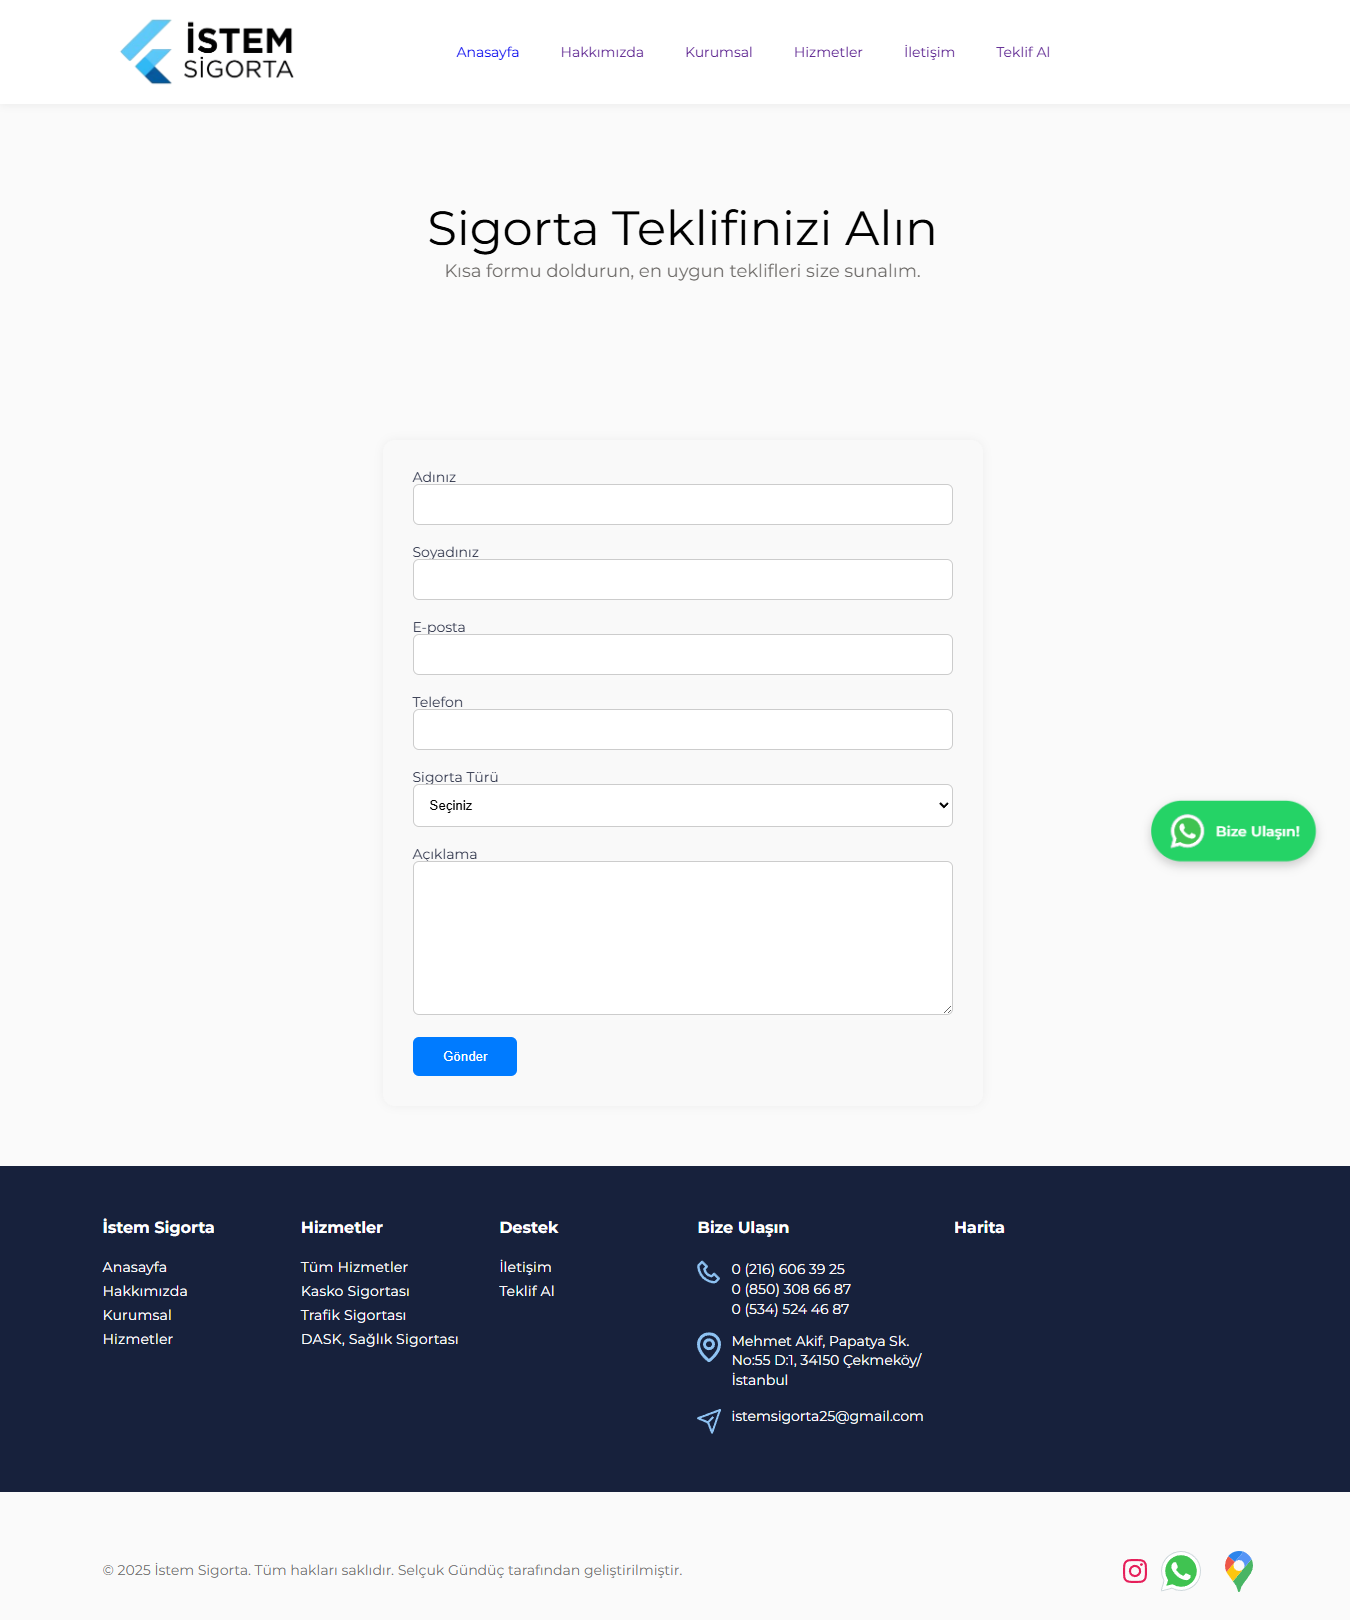 İSTEM
SİGORTA
Anasayfa
Hakkımızda
Kurumsal
Hizmetler
İletişim
Teklif Al
Sigorta Teklifinizi Alın
Kısa formu doldurun, en uygun teklifleri size sunalım.
Adınız
Soyadınız
E-posta
Telefon
Sigorta Türü
Seçiniz
Bize Ulaşın!
Açıklama
Gönder
İstem Sigorta
Anasayfa
Hakkımızda
Kurumsal
Hizmetler
Hizmetler
Tüm Hizmetler
Kasko Sigortası
Trafik Sigortası
DASK, Sağlık Sigortası
Destek
İletişim
Teklif Al
Bize Ulaşın
0 (216) 606 39 25
0 (850) 308 66 87
0 (534) 524 46 87
Mehmet Akif, Papatya Sk.
No:55 D:1, 34150 Çekmeköy/
İstanbul
istemsigorta25@gmail.com
Harita
© 2025 İstem Sigorta. Tüm hakları saklıdır. Selçuk Gündüç tarafından geliştirilmiştir.